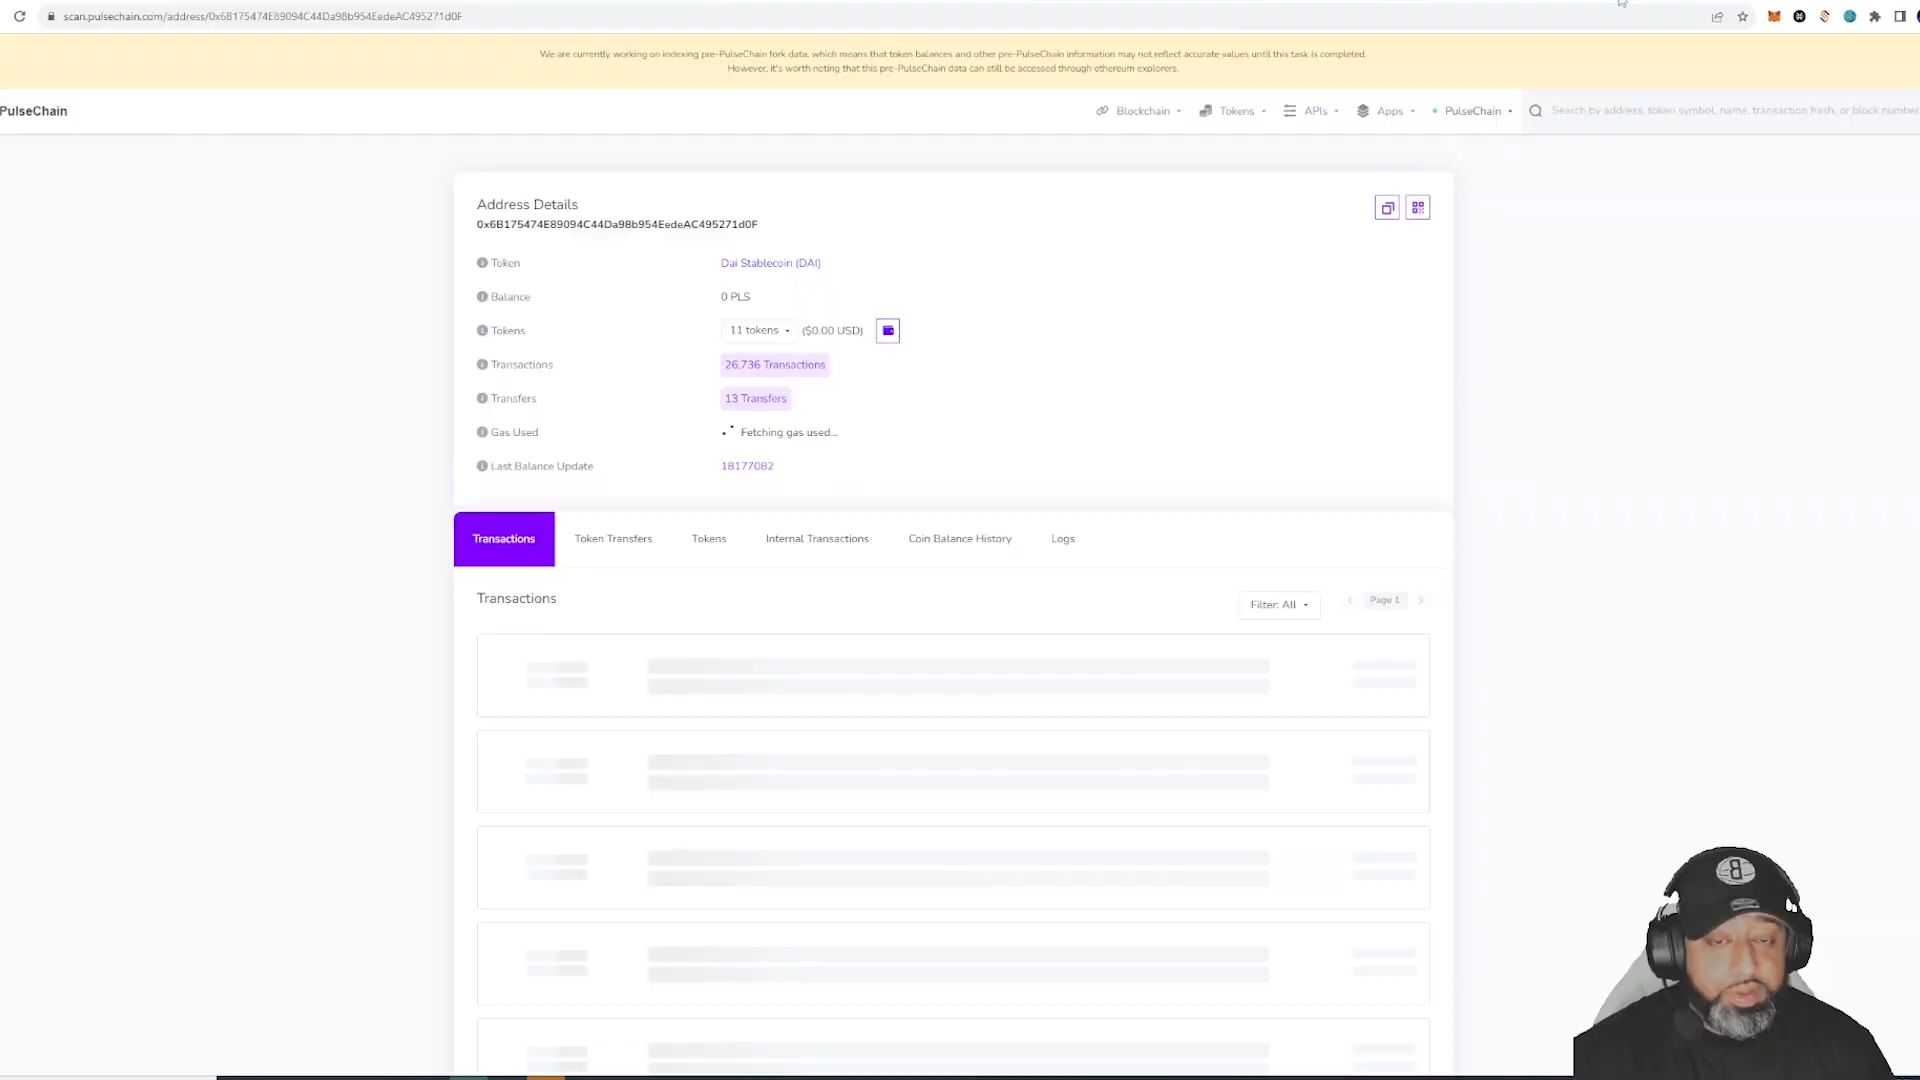 scan.pulsechain.com/address/0x6B175474E89094C44Da98b954EedeAC495271d0F
We are currently working on indexing pre-PulseChain fork data, which means that token balances and other pre-PulseChain information may not reflect accurate values until this task is completed.
However, it's worth noting that this pre-PulseChain data can still be accessed through ethereum explorers.
PulseChain
Blockchain
Tokens
APIs
Apps
PulseChain
Search by address, token symbol, name, transaction hash, or block number
Address Details
0x6B175474E89094C44Da98b954EedeAC495271d0F
Token
Dai Stablecoin (DAI)
Balance
0 PLS
Tokens
11 tokens
($0.00 USD)
Transactions
26,736 Transactions
Transfers
13 Transfers
Gas Used
Fetching gas used...
Last Balance Update
18177082
Transactions
Token Transfers
Tokens
Internal Transactions
Coin Balance History
Logs
Transactions
Filter: All
Page 1
B